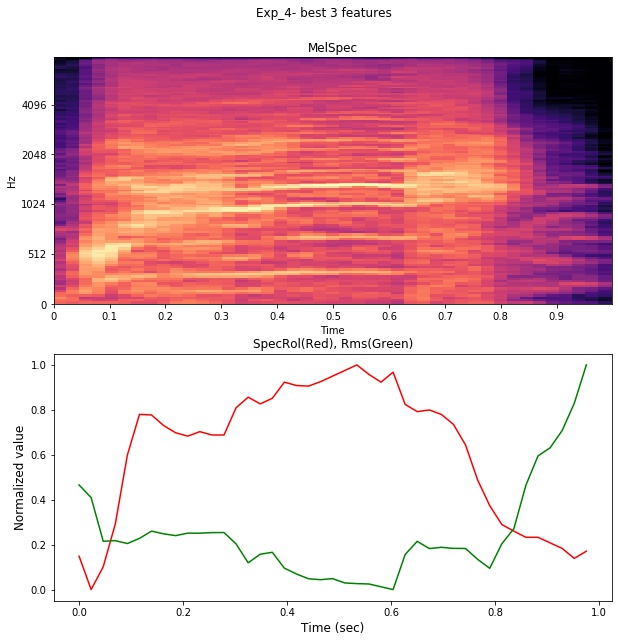 Exp_4- best 3 features
MelSpec
Hz
4096
2048
1024
512
0
0 0.1 0.2 0.3 0.4 0.5 0.6 0.7 0.8 0.9
Time
SpecRol(Red), Rms(Green)
Normalized value
1.0
0.8
0.6
0.4
0.2
0.0
0.0 0.2 0.4 0.6 0.8 1.0
Time (sec)